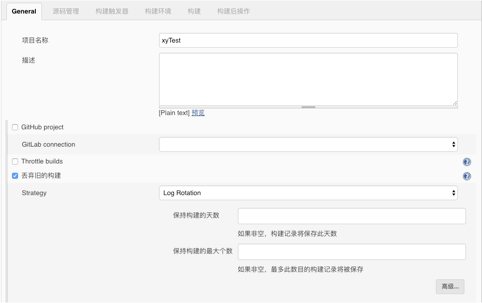 General 源码管理 构建触发器 构建环境 构建 构建后操作
项目名称 xyTest
描述
[Plain text] 预览
GitHub project
GitLab connection
Throttle builds
丢弃旧的构建
Strategy Log Rotation
保持构建的天数
如果非空，构建记录将保存此天数
保持构建的最大个数
如果非空，最多此数目的构建记录将被保存
高级...